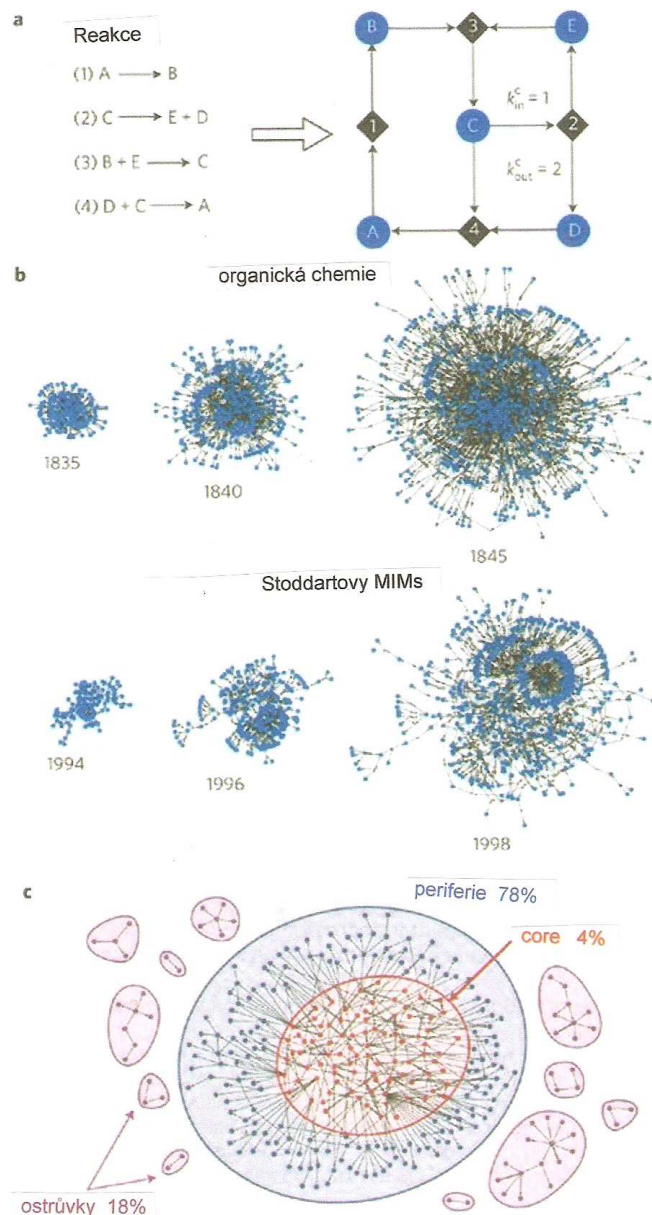 a
Reakce
(1) A → B
(2) C → E + D
(3) B + E → C
(4) D + C → A
B
3
E
1
C
k^c_in = 1
2
k^c_out = 2
A
4
D
b
organická chemie
1835
1840
1845
Stoddartovy MIMs
1994
1996
1998
c
periferie 78%
core 4%
ostrůvky 18%